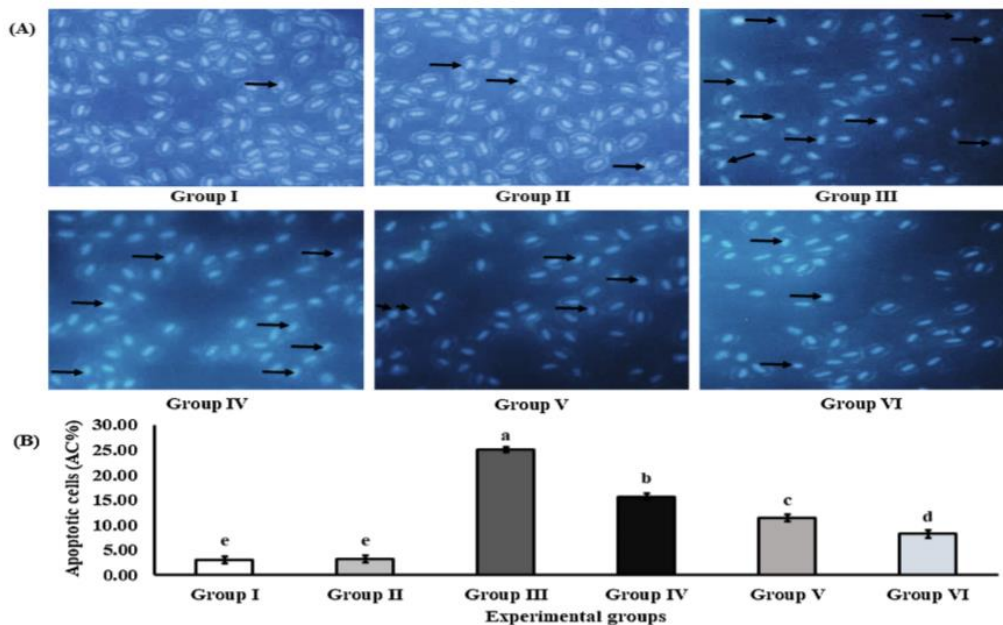 (A)
Group I Group II Group III
Group IV Group V Group VI
(B)
Apoptotic cells (AC%)
30.00
25.00
20.00
15.00
10.00
5.00
0.00
e e a b c d
Group I Group II Group III Group IV Group V Group VI
Experimental groups